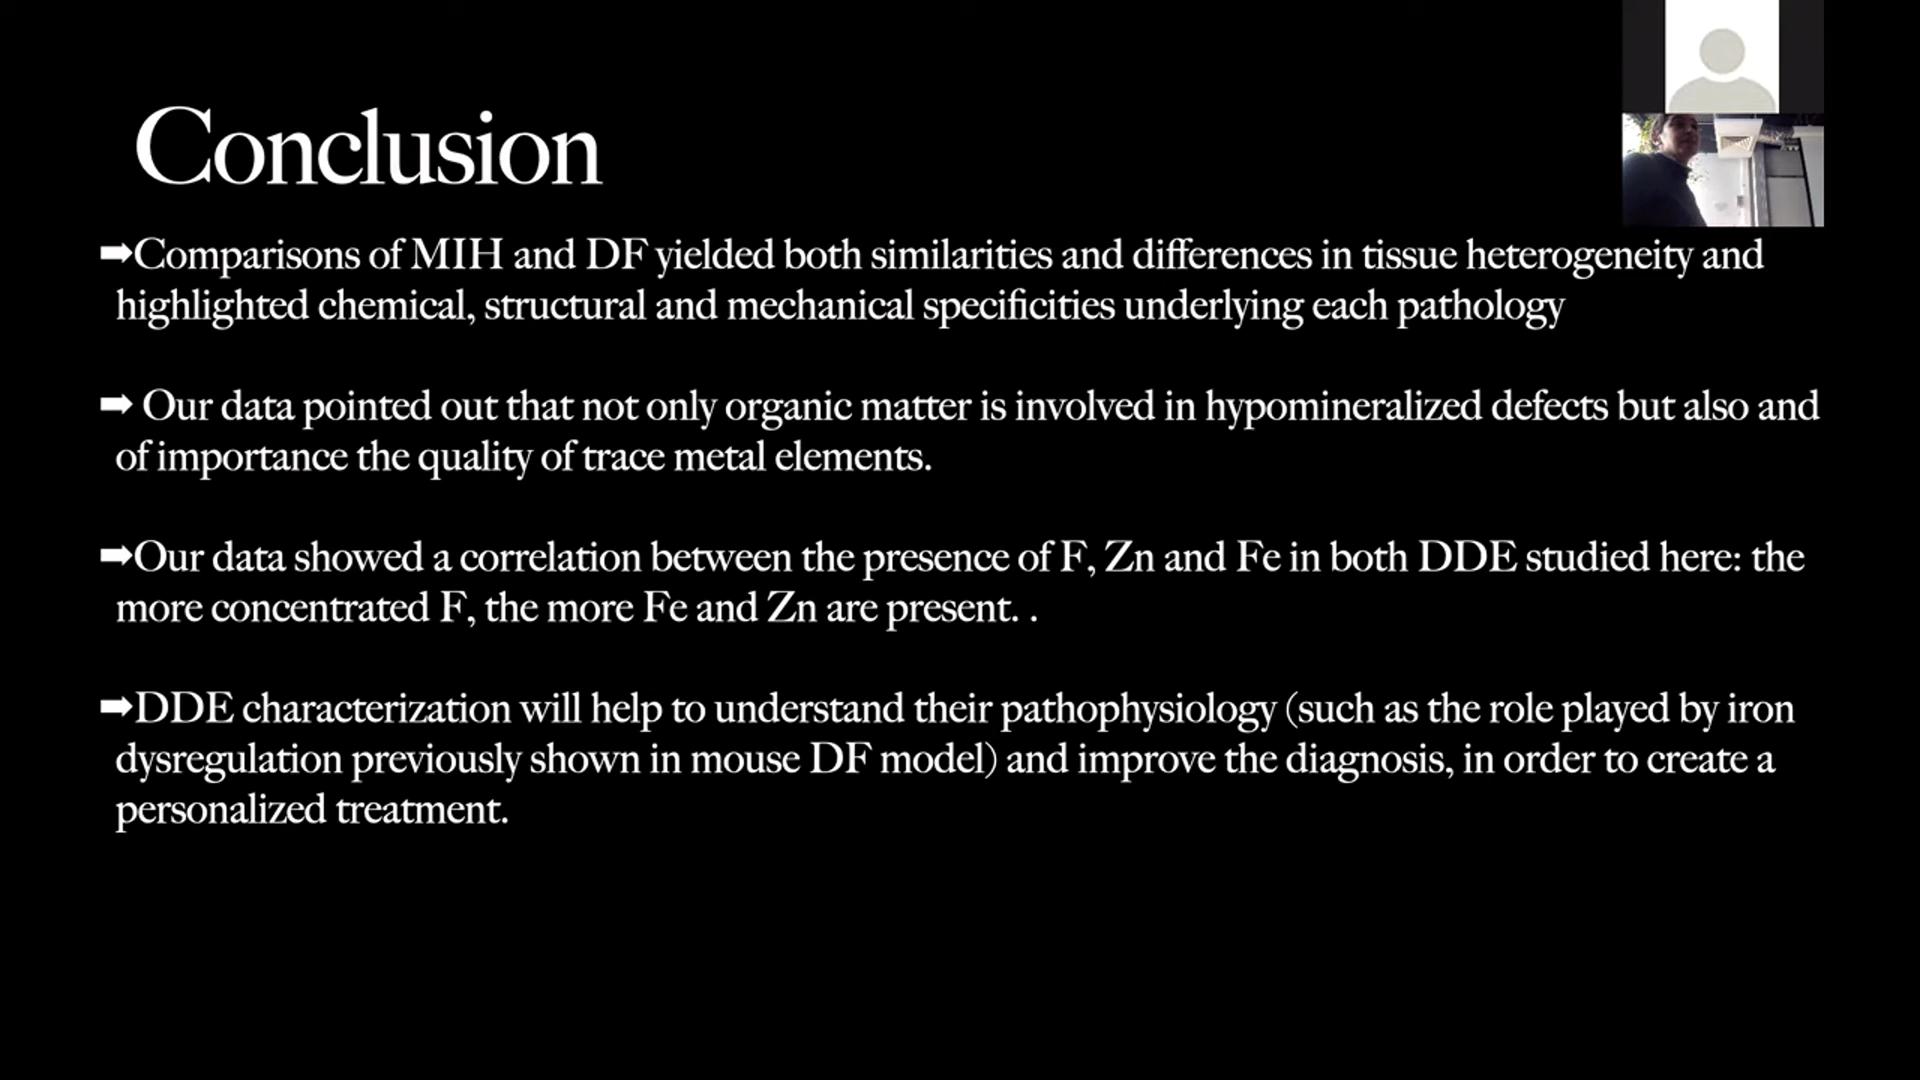 Conclusion
➡Comparisons of MIH and DF yielded both similarities and differences in tissue heterogeneity and
highlighted chemical, structural and mechanical specificities underlying each pathology
➡ Our data pointed out that not only organic matter is involved in hypomineralized defects but also and
of importance the quality of trace metal elements.
➡Our data showed a correlation between the presence of F, Zn and Fe in both DDE studied here: the
more concentrated F, the more Fe and Zn are present. .
➡DDE characterization will help to understand their pathophysiology (such as the role played by iron
dysregulation previously shown in mouse DF model) and improve the diagnosis, in order to create a
personalized treatment.